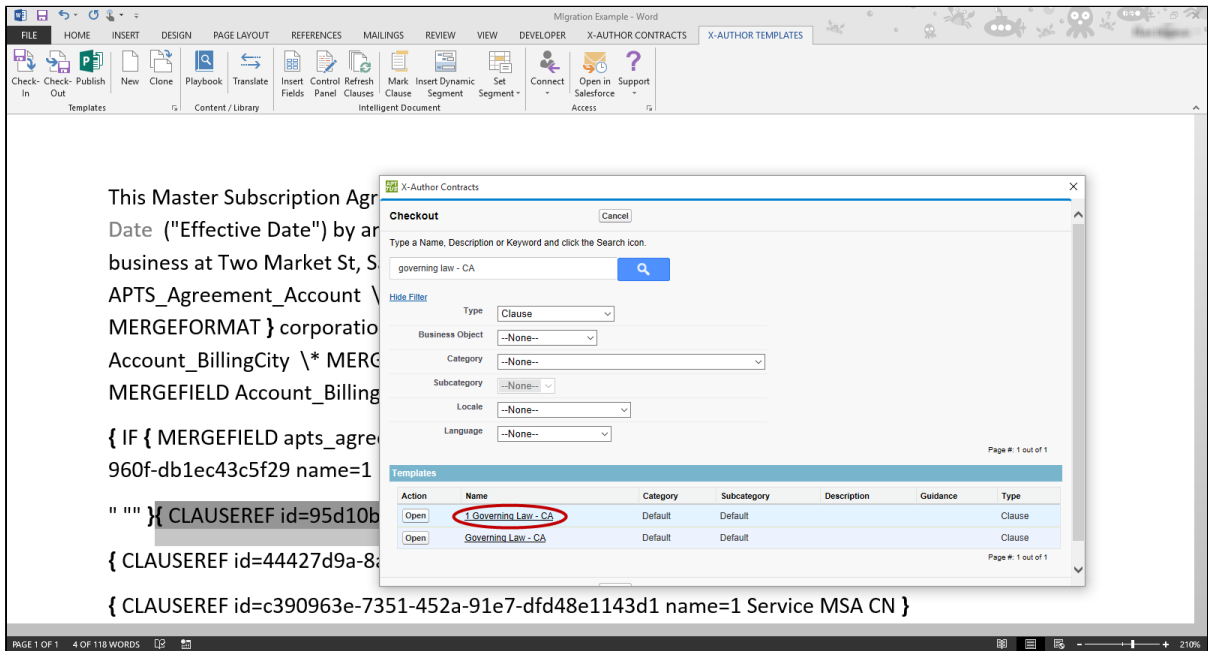 MIgration Example - Word
FILE HOME INSERT DESIGN PAGE LAYOUT REFERENCES MAILINGS REVIEW VIEW DEVELOPER X-AUTHOR CONTRACTS X-AUTHOR TEMPLATES
Check- Check- Publish New Clone Playbook Translate Insert Control Refresh Mark Insert Dynamic Set Connect Open in Support
In Out Fields Panel Clauses Clause Segment Segment Salesforce
Templates Content / Library Intelligent Document Access
This Master Subscription Agr
Date ("Effective Date") by ar
business at Two Market St, S
APTS_Agreement_Account \
MERGEFORMAT } corporatio
Account_BillingCity \* MERG
MERGEFIELD Account_Billing
{ IF { MERGEFIELD apts_agree
960f-db1ec43c5f29 name=1
" "" }{ CLAUSEREF id=95d10b
{ CLAUSEREF id=44427d9a-8a
{ CLAUSEREF id=c390963e-7351-452a-91e7-dfd48e1143d1 name=1 Service MSA CN }
APT TUS X-Author Contracts
Checkout Cancel
Type a Name, Description or Keyword and click the Search icon.
governing law - CA
Hide Filter
Type Clause
Business Object --None--
Category --None--
Subcategory --None--
Locale --None--
Language --None--
Page #: 1 out of 1
Templates
Action Name Category Subcategory Description Guidance Type
Open 1 Governing Law - CA Default Default Clause
Open Governing Law - CA Default Default Clause
Page #: 1 out of 1
PAGE 1 OF 1 4 OF 118 WORDS 210%